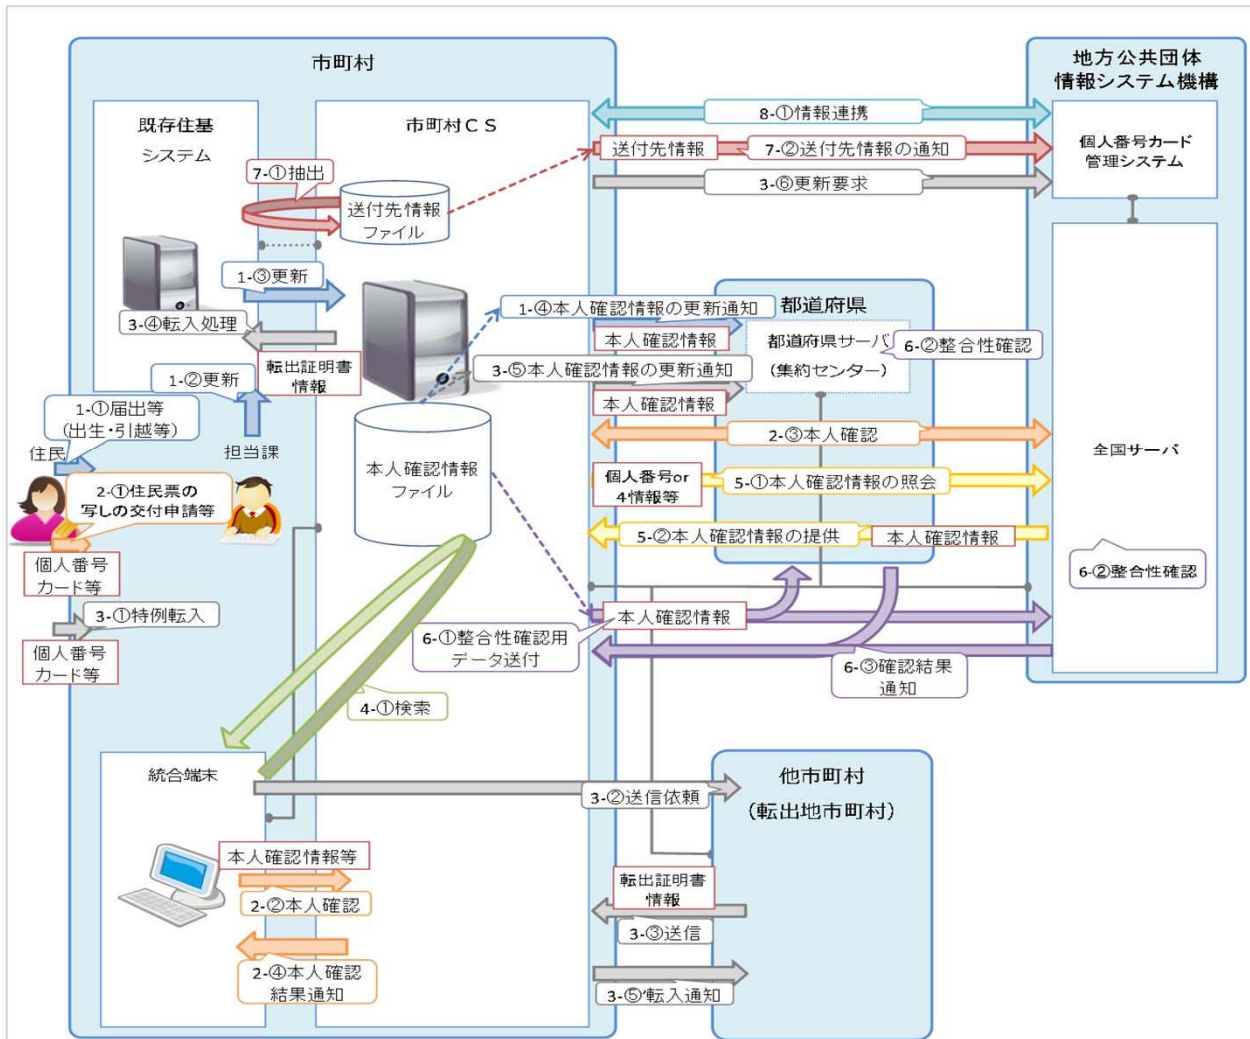 市町村
地方公共団体
情報システム機構
既存住基
システム
市町村ＣＳ
個人番号カード
管理システム
8-①情報連携
送付先情報
7-②送付先情報の通知
3-⑥更新要求
7-①抽出
送付先情報
ファイル
1-③更新
3-④転入処理
転出証明書
情報
1-②更新
1-④本人確認情報の更新通知
本人確認情報
3-⑤本人確認情報の更新通知
本人確認情報
都道府県
都道府県サーバ
(集約センター)
6-②整合性確認
1-①届出等
(出生・引越等)
住民
担当課
2-①住民票の
写しの交付申請等
個人番号
カード等
3-①特例転入
個人番号
カード等
本人確認情報
ファイル
2-③本人確認
個人番号or
4情報等
5-①本人確認情報の照会
5-②本人確認情報の提供
本人確認情報
全国サーバ
6-②整合性確認
本人確認情報
6-①整合性確認用
データ送付
6-③確認結果
通知
4-①検索
統合端末
3-②送信依頼
他市町村
(転出地市町村)
本人確認情報等
2-②本人確認
2-④本人確認
結果通知
転出証明書
情報
3-③送信
3-⑤'転入通知